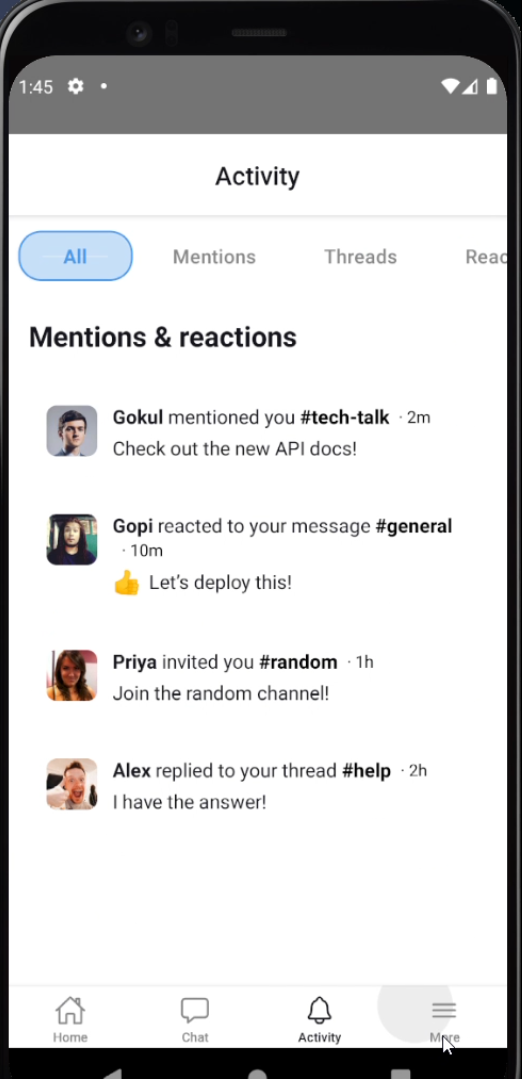 1:45
Activity
All Mentions Threads Reac
Mentions & reactions
Gokul mentioned you #tech-talk · 2m
Check out the new API docs!
Gopi reacted to your message #general
· 10m
👍 Let's deploy this!
Priya invited you #random · 1h
Join the random channel!
Alex replied to your thread #help · 2h
I have the answer!
Home Chat Activity More